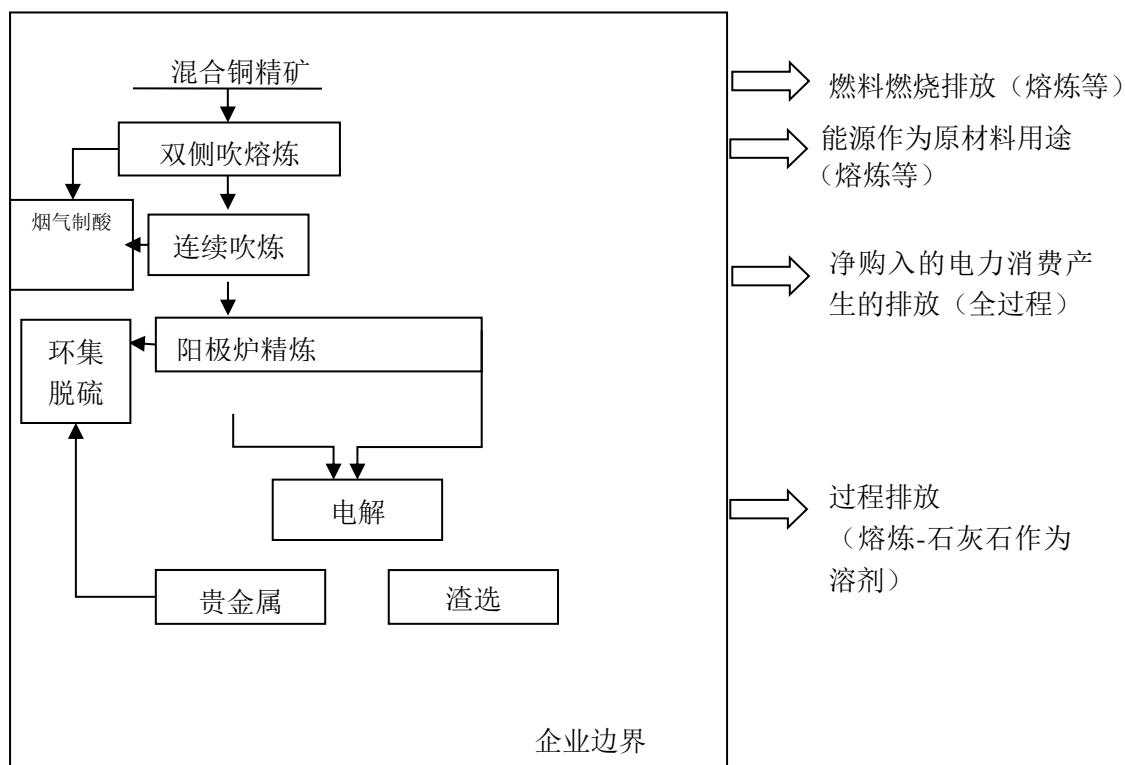 混合铜精矿
双侧吹熔炼
烟气制酸
连续吹炼
环集
脱硫
阳极炉精炼
电解
贵金属
渣选
企业边界
燃料燃烧排放（熔炼等）
能源作为原材料用途
（熔炼等）
净购入的电力消费产
生的排放（全过程）
过程排放
（熔炼-石灰石作为
溶剂）